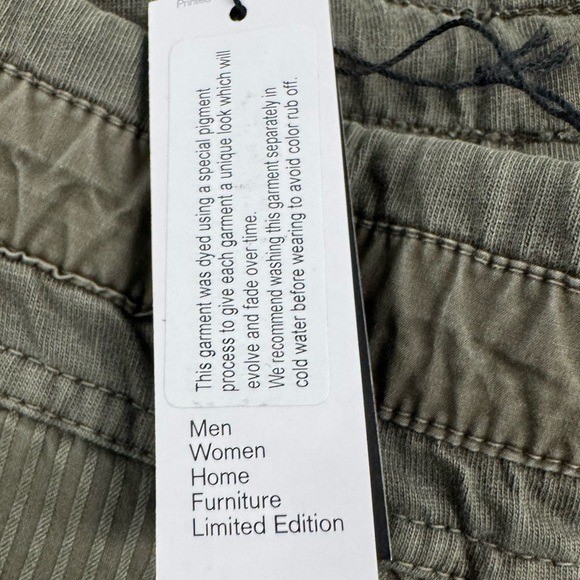 Printed
This garment was dyed using a special pigment
process to give each garment a unique look which will
evolve and fade over time.
We recommend washing this garment separately in
cold water before wearing to avoid color rub off.
Men
Women
Home
Furniture
Limited Edition